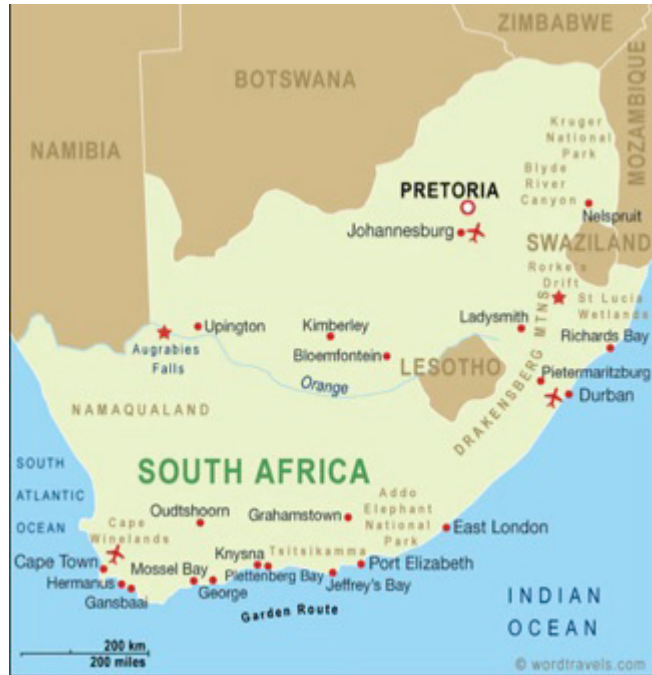 ZIMBABWE
BOTSWANA
MOZAMBIQUE
NAMIBIA
Kruger
National
Park
Blyde
River
Canyon
PRETORIA
Nelspruit
Johannesburg
SWAZILAND
Rorke's
Drift
St Lucia
Wetlands
Upington
Kimberley
Ladysmith
Richards Bay
Augrabies
Falls
Bloemfontein
LESOTHO
DRAKENSBERG MTNS
Pietermaritzburg
Orange
Durban
NAMAQUALAND
SOUTH AFRICA
SOUTH
ATLANTIC
OCEAN
Cape
Winelands
Oudtshoorn
Grahamstown
Addo
Elephant
National
Park
East London
Cape Town
Knysna
Tsitsikamma
Port Elizabeth
Hermanus
Mossel Bay
Plettenberg Bay
Jeffrey's Bay
Gansbaai
George
Garden Route
INDIAN
OCEAN
200 km
200 miles
© wordtravels.com